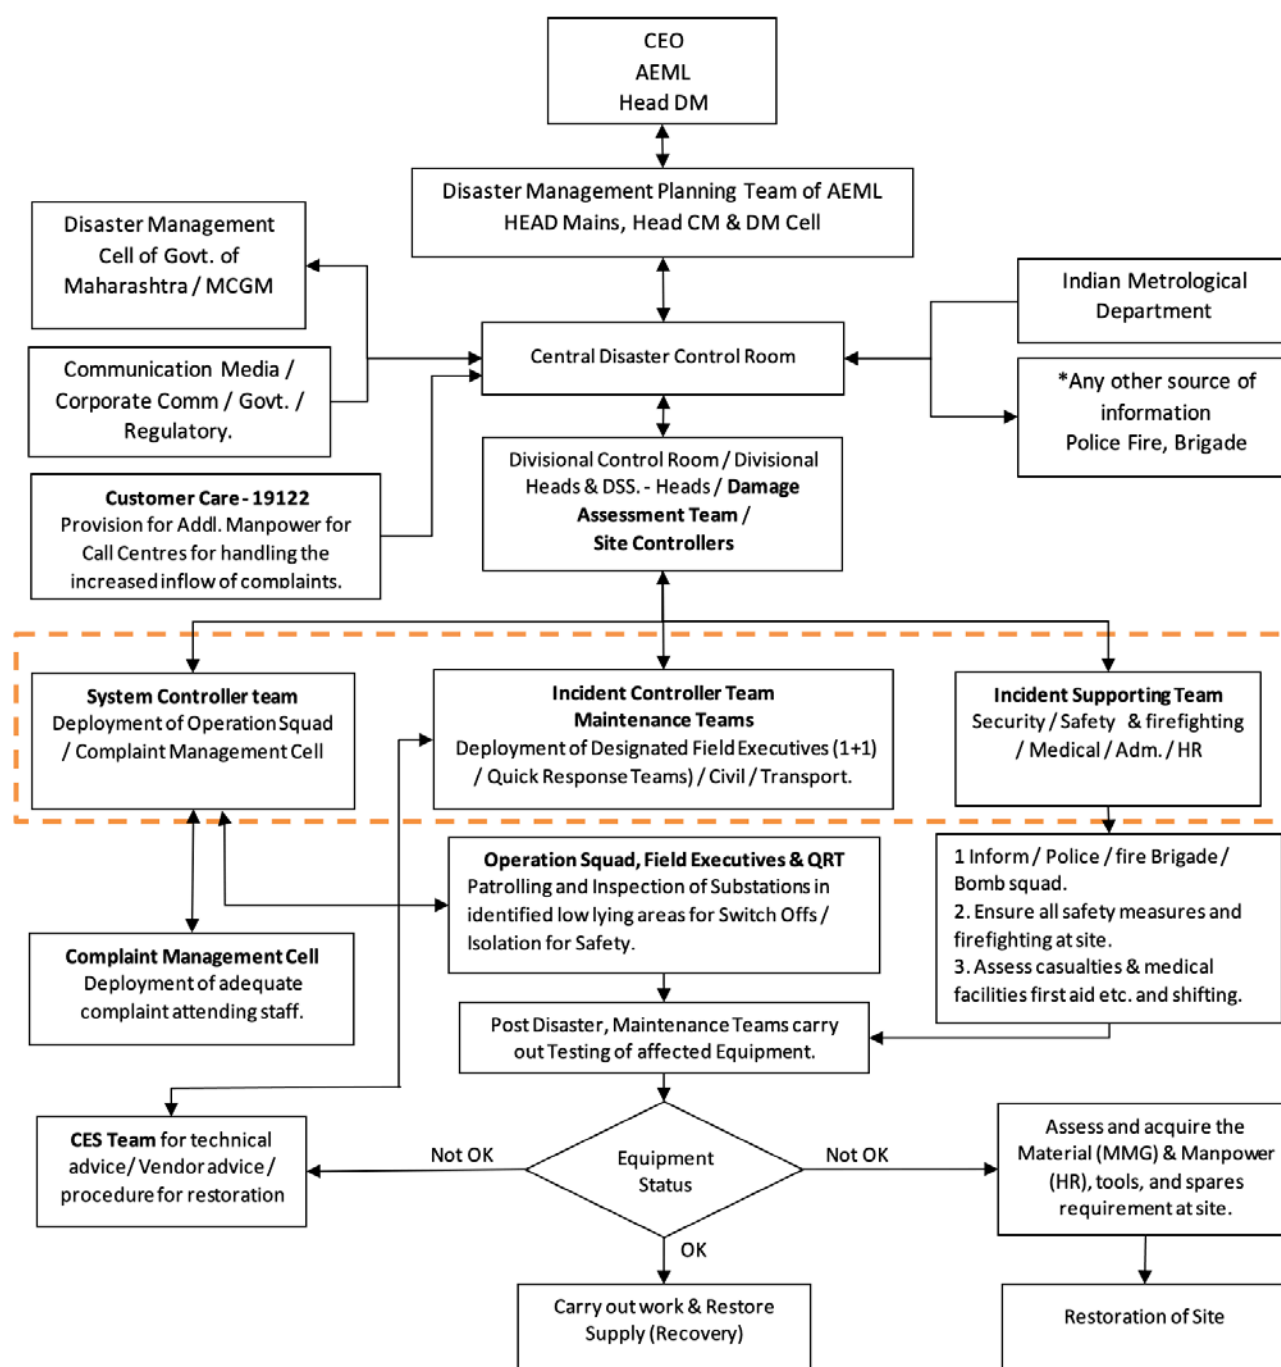 CEO
AEML
Head DM
Disaster Management Planning Team of AEML
HEAD Mains, Head CM & DM Cell
Disaster Management
Cell of Govt. of
Maharashtra / MCGM
Indian Metrological
Department
Central Disaster Control Room
Communication Media /
Corporate Comm / Govt. /
Regulatory.
*Any other source of
information
Police Fire, Brigade
Divisional Control Room / Divisional
Heads & DSS. - Heads / Damage
Assessment Team /
Site Controllers
Customer Care - 19122
Provision for Addl. Manpower for
Call Centres for handling the
increased inflow of complaints.
System Controller team
Deployment of Operation Squad
/ Complaint Management Cell
Incident Controller Team
Maintenance Teams
Deployment of Designated Field Executives (1+1)
/ Quick Response Teams) / Civil / Transport.
Incident Supporting Team
Security / Safety & firefighting
/ Medical / Adm. / HR
Operation Squad, Field Executives & QRT
Patrolling and Inspection of Substations in
identified low lying areas for Switch Offs /
Isolation for Safety.
1 Inform / Police / fire Brigade /
Bomb squad.
2. Ensure all safety measures and
firefighting at site.
3. Assess casualties & medical
facilities first aid etc. and shifting.
Complaint Management Cell
Deployment of adequate
complaint attending staff.
Post Disaster, Maintenance Teams carry
out Testing of affected Equipment.
CES Team for technical
advice/ Vendor advice /
procedure for restoration
Not OK
Equipment
Status
Not OK
Assess and acquire the
Material (MMG) & Manpower
(HR), tools, and spares
requirement at site.
OK
Carry out work & Restore
Supply (Recovery)
Restoration of Site